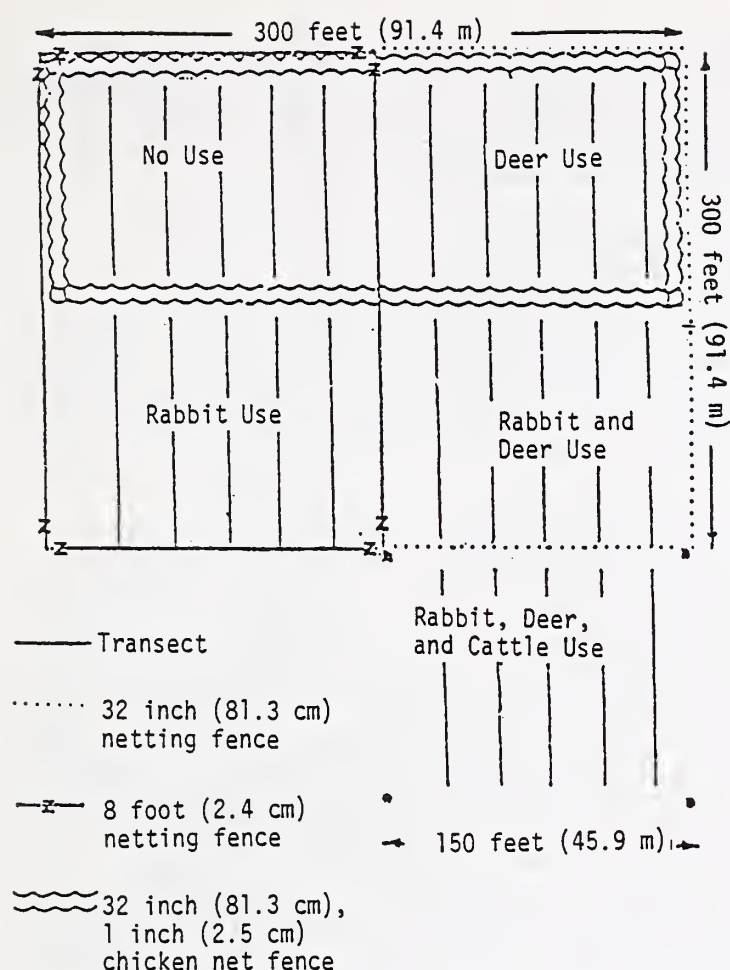 300 feet (91.4 m)
No Use
Deer Use
300 feet (91.4 m)
Rabbit Use
Rabbit and
Deer Use
Rabbit, Deer,
and Cattle Use
Transect
32 inch (81.3 cm)
netting fence
8 foot (2.4 cm)
netting fence
150 feet (45.9 m)
32 inch (81.3 cm),
1 inch (2.5 cm)
chicken net fence